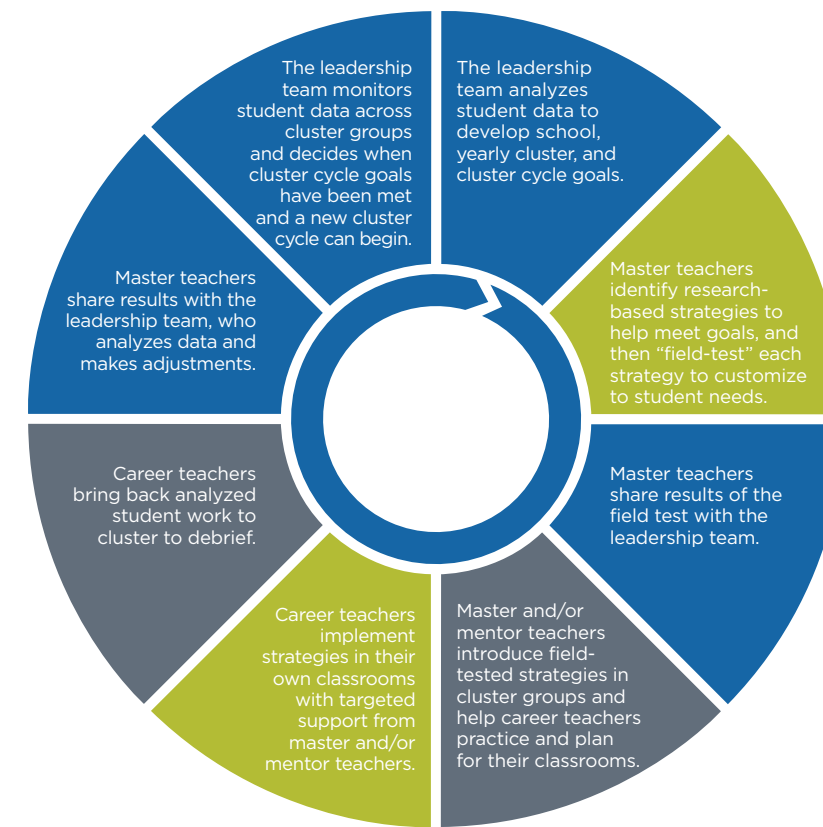 The leadership
team analyzes
student data to
develop school,
yearly cluster, and
cluster cycle goals.
Master teachers
identify research-
based strategies to
help meet goals, and
then “field-test” each
strategy to customize
to student needs.
Master teachers
share results of the
field test with the
leadership team.
Master and/or
mentor teachers
introduce field-
tested strategies in
cluster groups and
help career teachers
practice and plan
for their classrooms.
Career teachers
implement
strategies in their
own classrooms
with targeted
support from
master and/or
mentor teachers.
Career teachers
bring back analyzed
student work to
cluster to debrief.
Master teachers
share results with the
leadership team, who
analyzes data and
makes adjustments.
The leadership
team monitors
student data across
cluster groups
and decides when
cluster cycle goals
have been met
and a new cluster
cycle can begin.